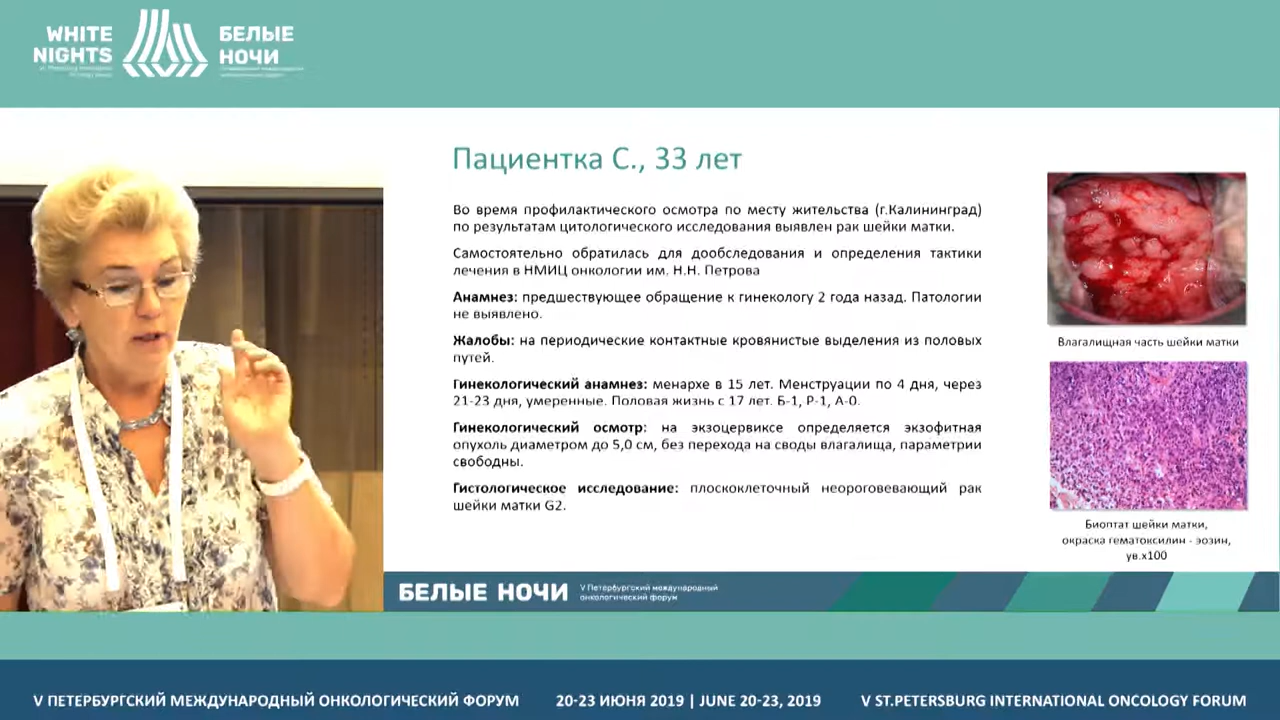 WHITE
NIGHTS
БЕЛЫЕ
НОЧИ
Пациентка С., 33 лет
Во время профилактического осмотра по месту жительства (г.Калининград)
по результатам цитологического исследования выявлен рак шейки матки.
Самостоятельно обратилась для дообследования и определения тактики
лечения в НМИЦ онкологии им. Н.Н. Петрова
Анамнез: предшествующее обращение к гинекологу 2 года назад. Патологии
не выявлено.
Жалобы: на периодические контактные кровянистые выделения из половых
путей.
Гинекологический анамнез: менархе в 15 лет. Менструации по 4 дня, через
21-23 дня, умеренные. Половая жизнь с 17 лет. Б-1, Р-1, А-0.
Гинекологический осмотр: на экзоцервиксе определяется экзофитная
опухоль диаметром до 5,0 см, без перехода на своды влагалища, параметрии
свободны.
Гистологическое исследование: плоскоклеточный неороговевающий рак
шейки матки G2.
Влагалищная часть шейки матки
Биоптат шейки матки,
окраска гематоксилин - эозин,
ув.х100
БЕЛЫЕ НОЧИ
V Петербургский международный
онкологический форум
V ПЕТЕРБУРГСКИЙ МЕЖДУНАРОДНЫЙ ОНКОЛОГИЧЕСКИЙ ФОРУМ
20-23 ИЮНЯ 2019 | JUNE 20-23, 2019
V ST.PETERSBURG INTERNATIONAL ONCOLOGY FORUM